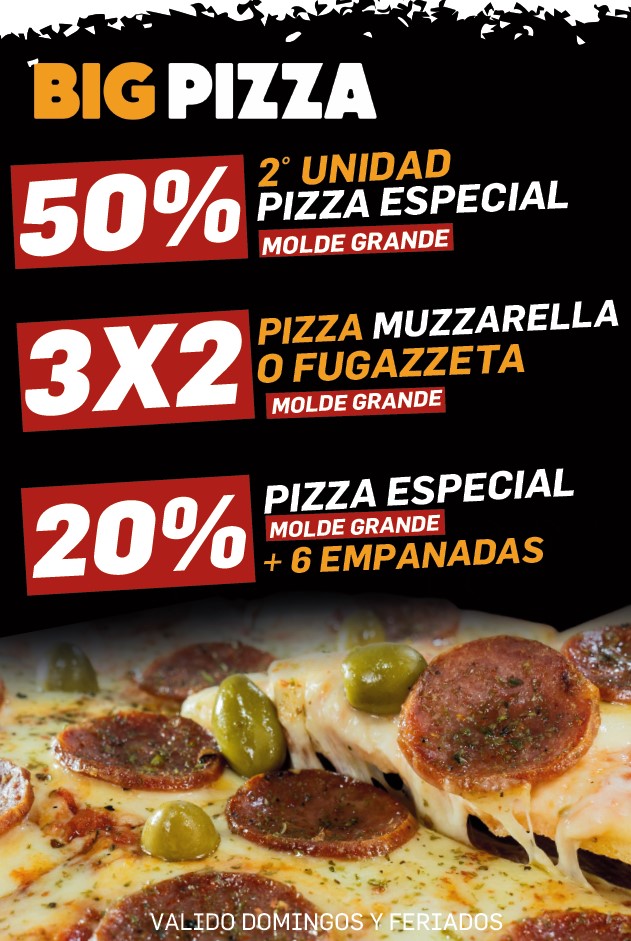 BIG PIZZA
50%
2° UNIDAD
PIZZA ESPECIAL
MOLDE GRANDE
3X2
PIZZA MUZZARELLA
O FUGAZZETA
MOLDE GRANDE
20%
PIZZA ESPECIAL
MOLDE GRANDE
+ 6 EMPANADAS
VALIDO DOMINGOS Y FERIADOS